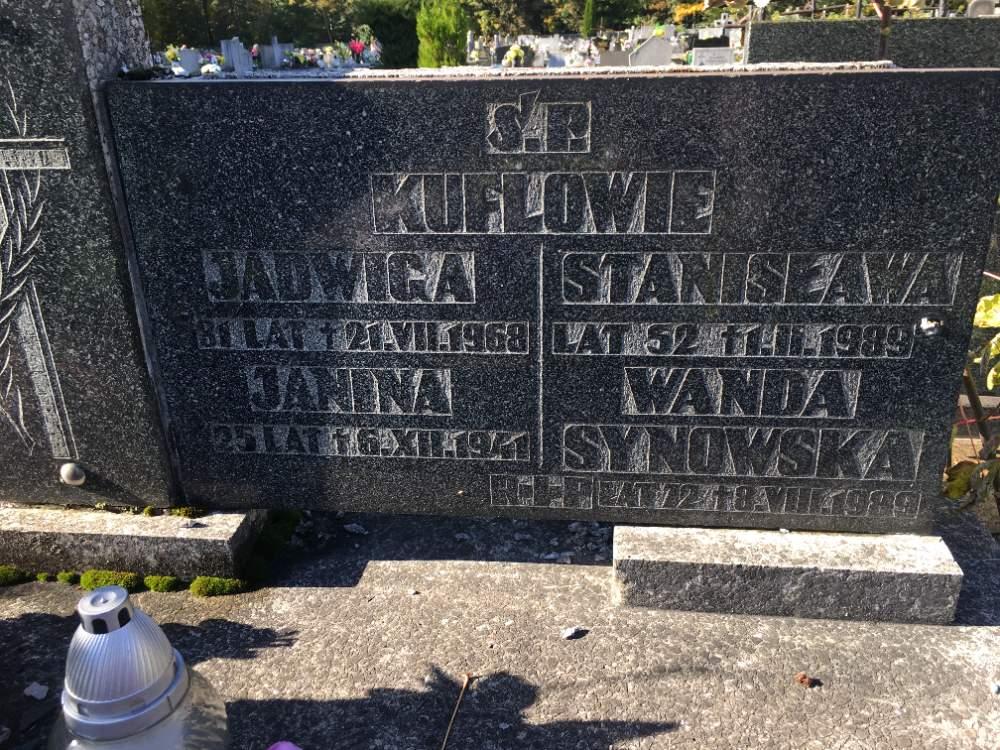 Ś.P.
KUFLOWIE
JADWIGA
81 LAT † 21.VII.1968
JANINA
25 LAT † 6.XII.1941
STANISŁAWA
LAT 52 † 1.II.1989
WANDA
SYNOWSKA
LAT 72 † 8.VIII.1989
R.I.P